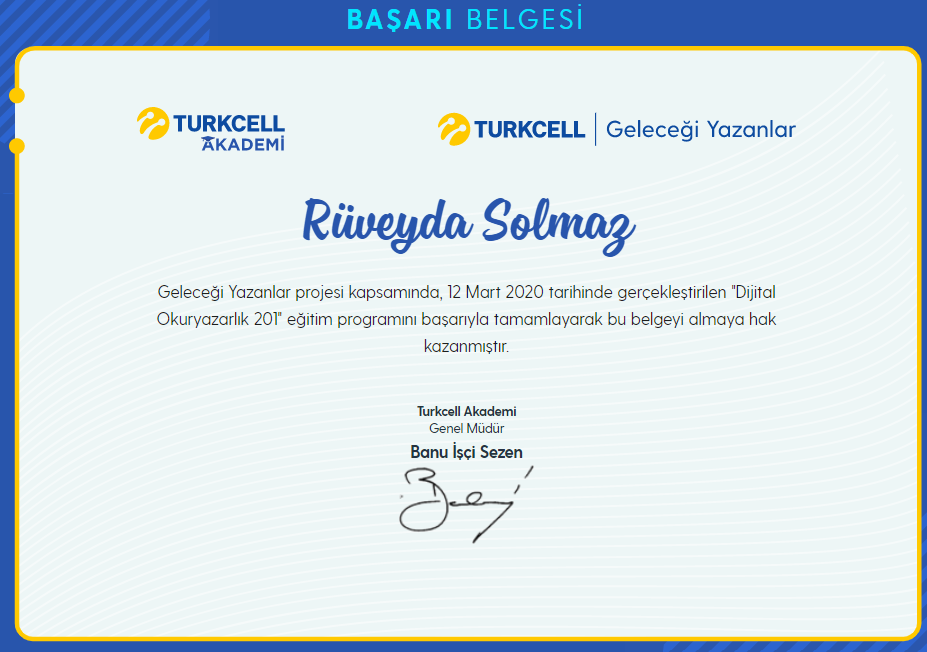 BAŞARI BELGESİ
TURKCELL
AKADEMİ
TURKCELL | Geleceği Yazanlar
Rüveyda Solmaz
Geleceği Yazanlar projesi kapsamında, 12 Mart 2020 tarihinde gerçekleştirilen "Dijital
Okuryazarlık 201" eğitim programını başarıyla tamamlayarak bu belgeyi almaya hak
kazanmıştır.
Turkcell Akademi
Genel Müdür
Banu İşçi Sezen